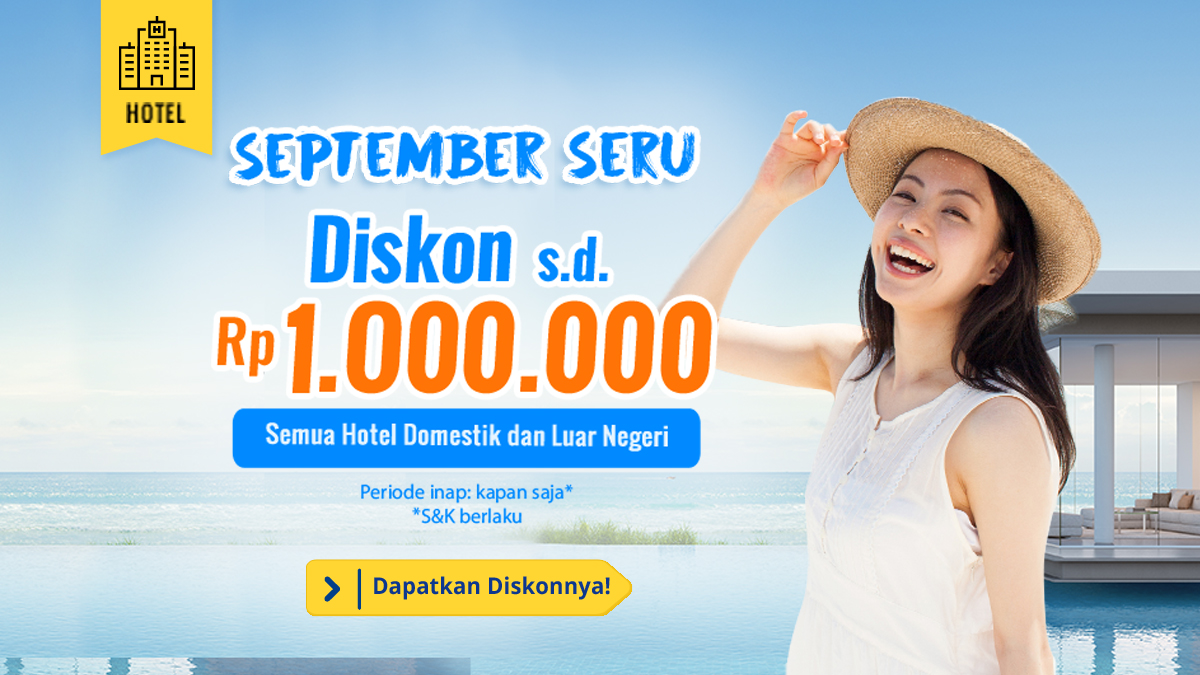 HOTEL
SEPTEMBER SERU
Diskon s.d.
Rp 1.000.000
Semua Hotel Domestik dan Luar Negeri
Periode inap: kapan saja*
*S&K berlaku
Dapatkan Diskonnya!